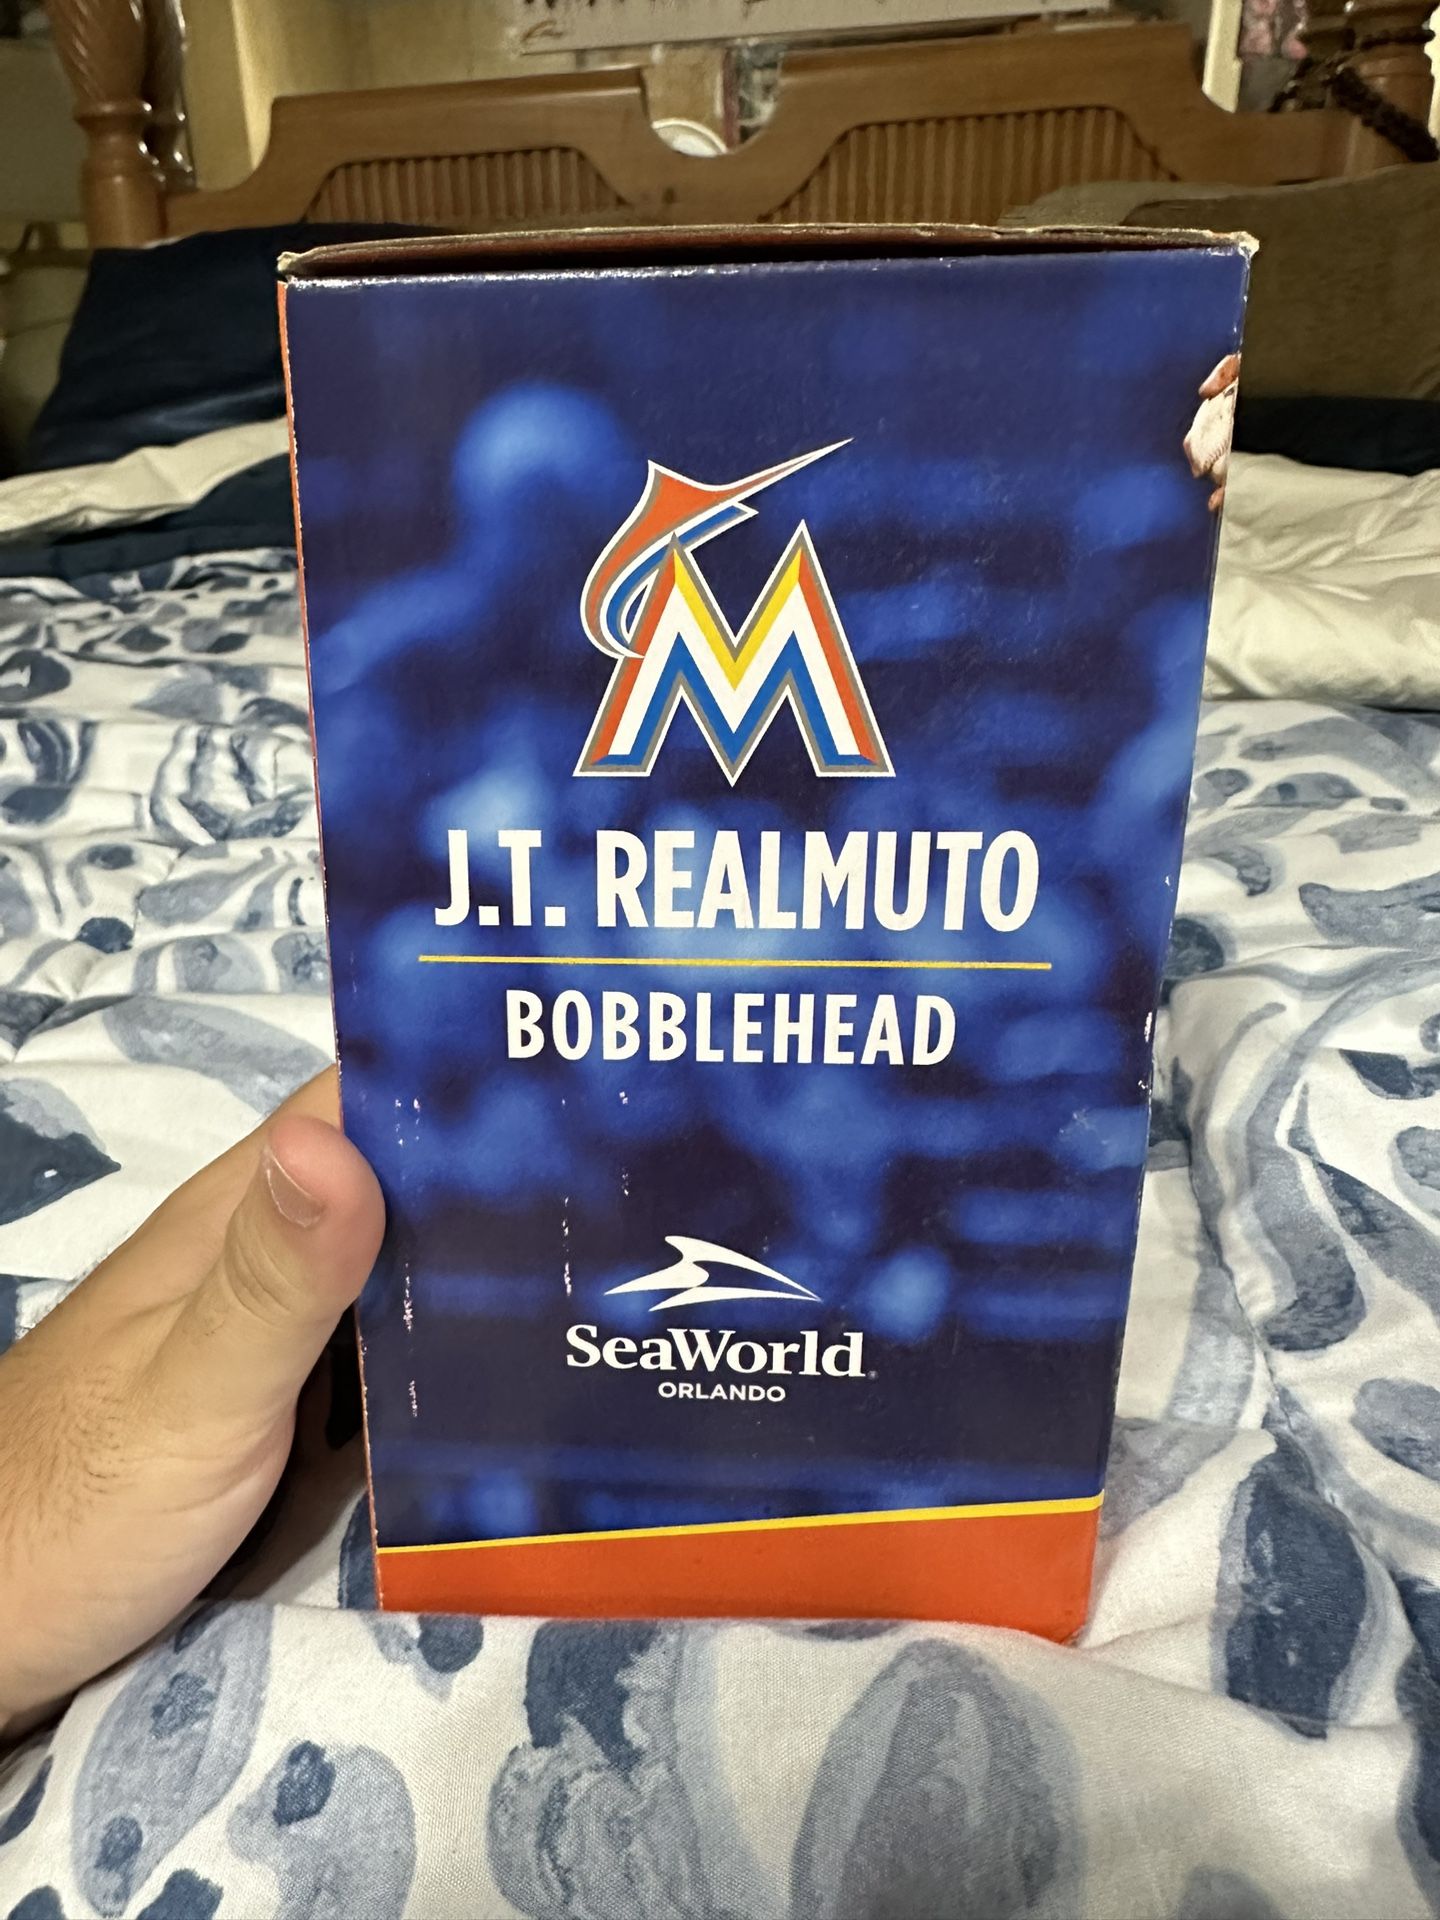 M
J.T. REALMUTO
BOBBLEHEAD
SeaWorld
ORLANDO